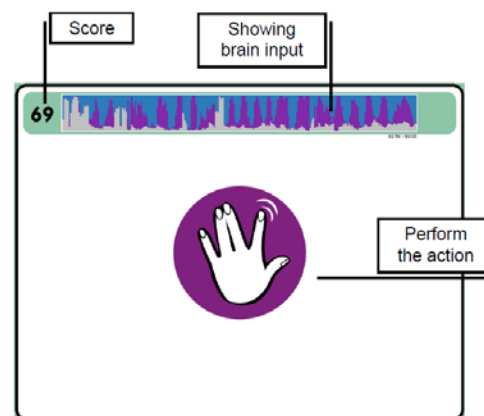 Score
Showing
brain input
69
Perform
the action